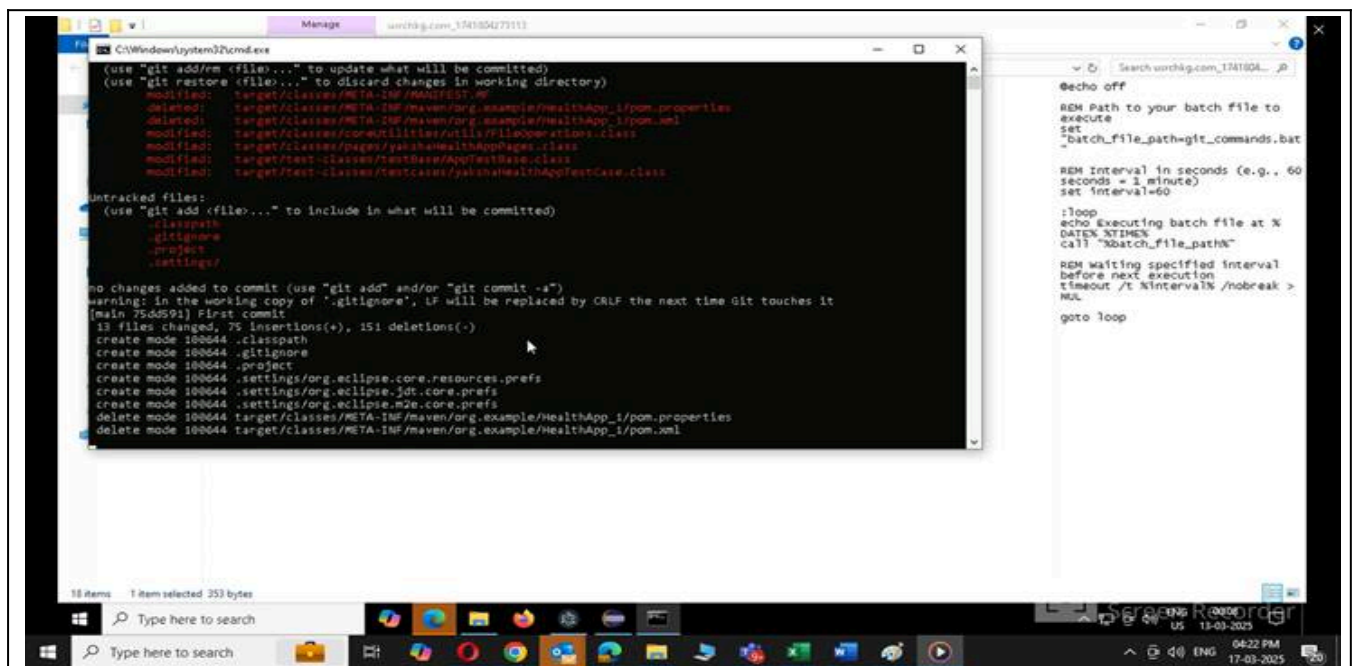 Manage
C:\Windows\system32\cmd.exe
(use "git add/rm <file>..." to update what will be committed)
(use "git restore <file>..." to discard changes in working directory)
modified: target/classes/META-INF/MANIFEST.MF
deleted: target/classes/META-INF/maven/org.example/HealthApp_1/pom.properties
deleted: target/classes/META-INF/maven/org.example/HealthApp_1/pom.xml
modified: target/classes/coreUtilities/utils/FileOperations.class
modified: target/classes/pages/yakshaHealthAppPages.class
modified: target/test-classes/testBase/AppTestBase.class
modified: target/test-classes/testcases/yakshaHealthAppTestCase.class
Untracked files:
(use "git add <file>..." to include in what will be committed)
.classpath
.gitignore
.project
.settings/
no changes added to commit (use "git add" and/or "git commit -a")
warning: in the working copy of '.gitignore', LF will be replaced by CRLF the next time Git touches it
[main 75dd591] First commit
13 files changed, 75 insertions(+), 151 deletions(-)
create mode 100644 .classpath
create mode 100644 .gitignore
create mode 100644 .project
create mode 100644 .settings/org.eclipse.core.resources.prefs
create mode 100644 .settings/org.eclipse.jdt.core.prefs
create mode 100644 .settings/org.eclipse.m2e.core.prefs
delete mode 100644 target/classes/META-INF/maven/org.example/HealthApp_1/pom.properties
delete mode 100644 target/classes/META-INF/maven/org.example/HealthApp_1/pom.xml
@echo off
REM Path to your batch file to
execute
set
"batch_file_path=git_commands.bat
"
REM Interval in seconds (e.g., 60
seconds = 1 minute)
set interval=60
:loop
echo Executing batch file at %
DATE% %TIME%
call "%batch_file_path%"
REM Waiting specified interval
before next execution
timeout /t %interval% /nobreak >
NUL
goto loop
18 items 1 item selected 353 bytes
Type here to search
Screen Recorder
ENG
US
13-03-2025
Type here to search
ENG
04:22 PM
17-03-2025
20